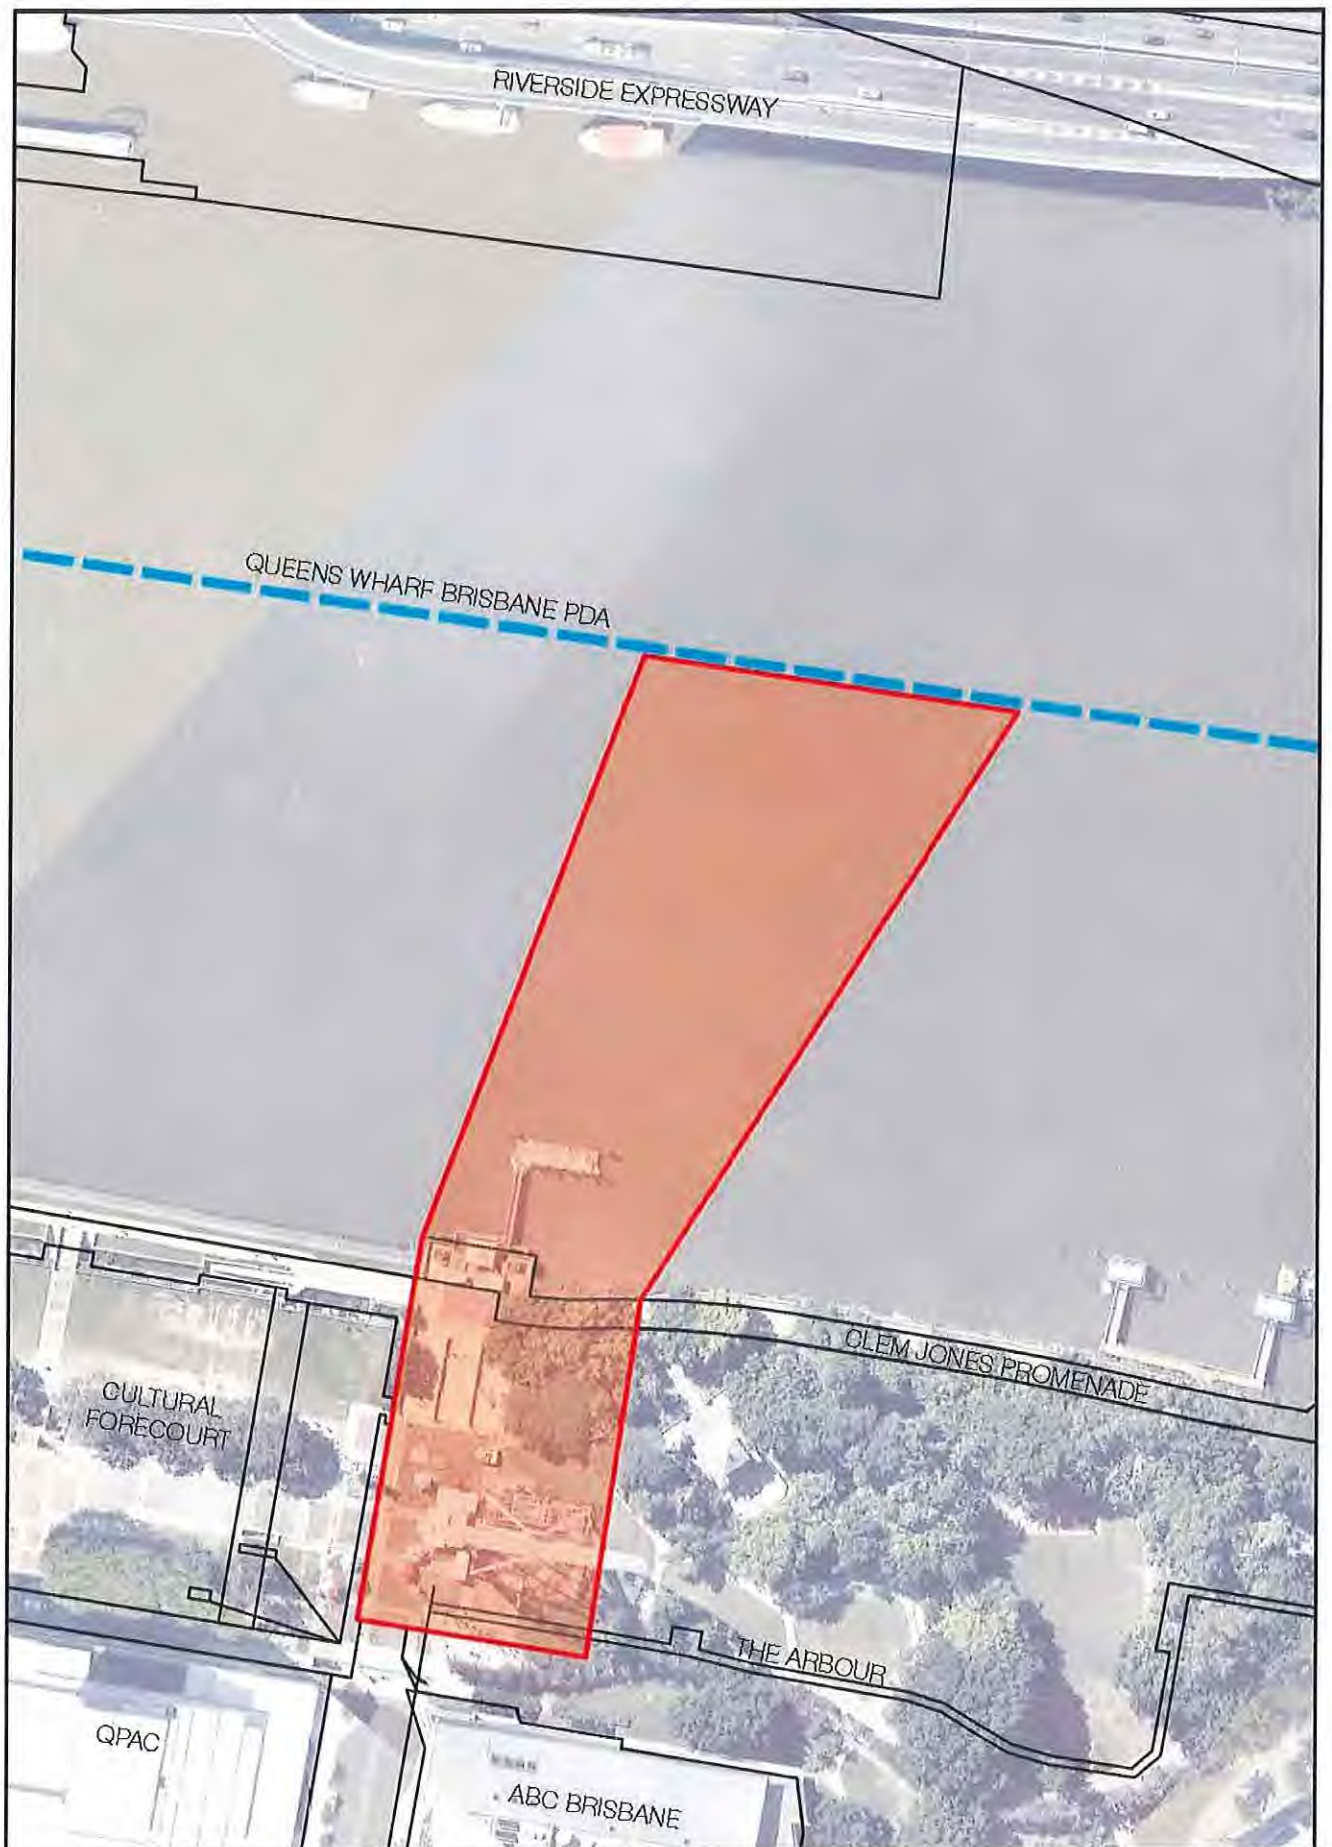 RIVERSIDE EXPRESSWAY
QUEENS WHARF BRISBANE PDA
CLEM JONES PROMENADE
CULTURAL
FORECOURT
THE ARBOUR
QPAC
ABC BRISBANE